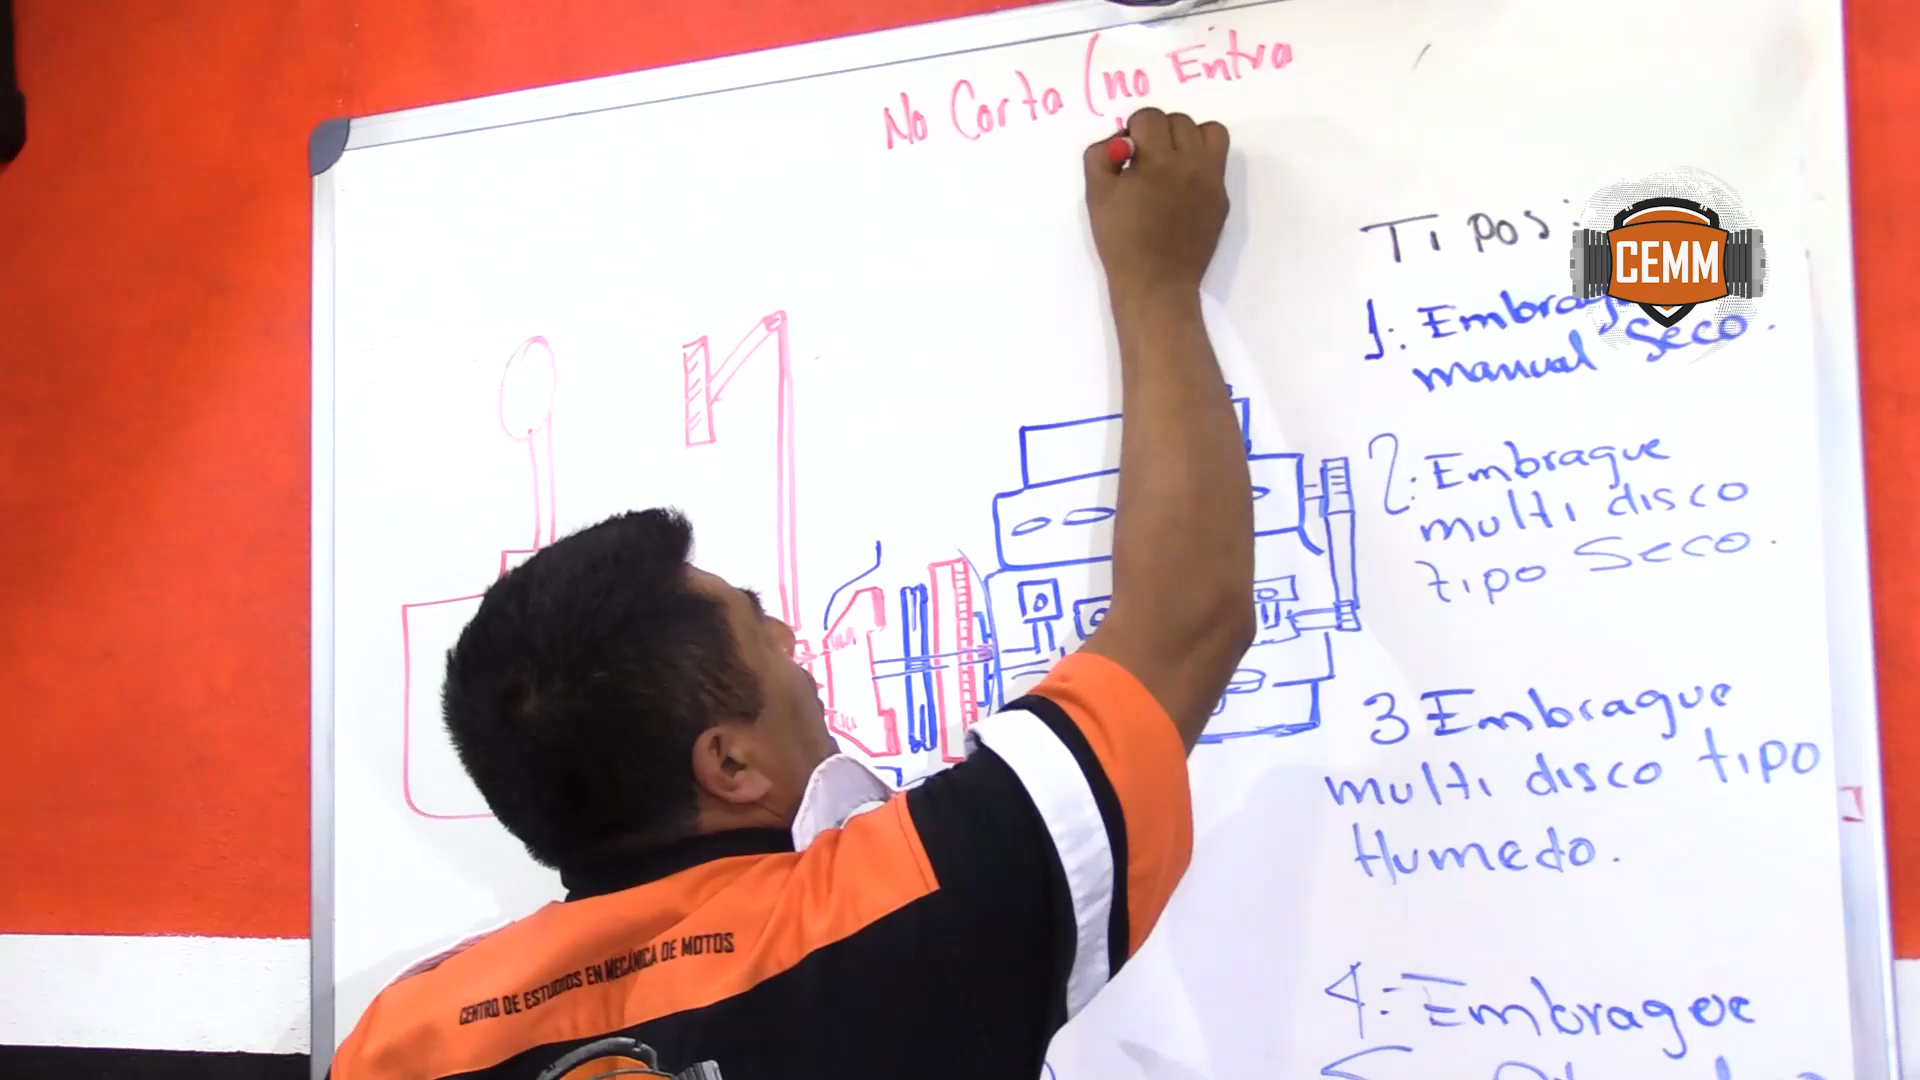 No Corta (no Entra
Tipos:
CEMM
1: Embrague
manual Seco.
2: Embrague
multi disco
tipo Seco.
3 Embrague
multi disco tipo
Humedo.
4: Embrague
CENTRO DE ESTUDIOS EN MECÁNICA DE MOTOS